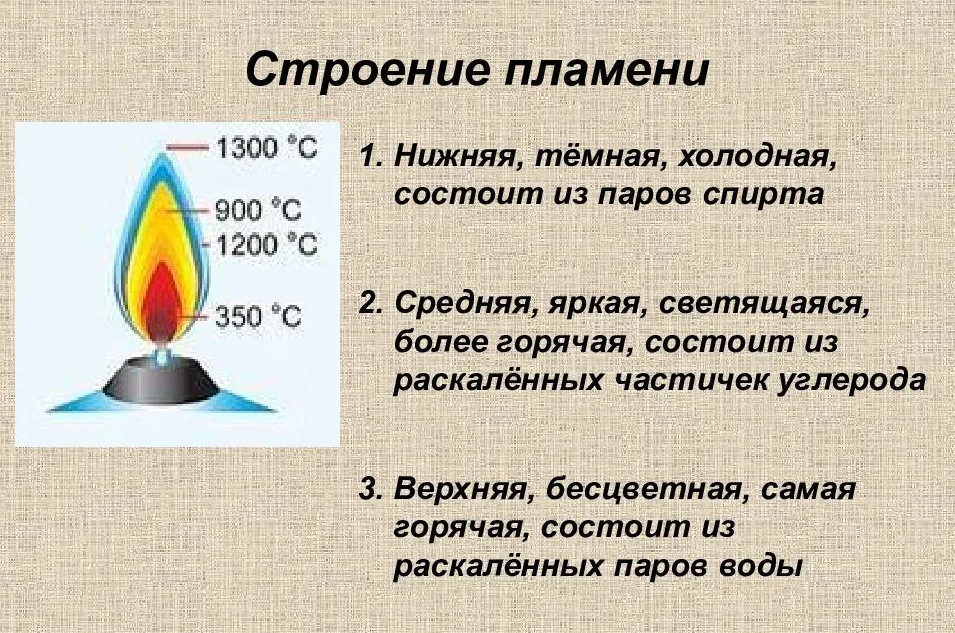 Строение пламени
1300 °C
900 °C
1200 °C
350 °C
1. Нижняя, тёмная, холодная,
состоит из паров спирта
2. Средняя, яркая, светящаяся,
более горячая, состоит из
раскалённых частичек углерода
3. Верхняя, бесцветная, самая
горячая, состоит из
раскалённых паров воды